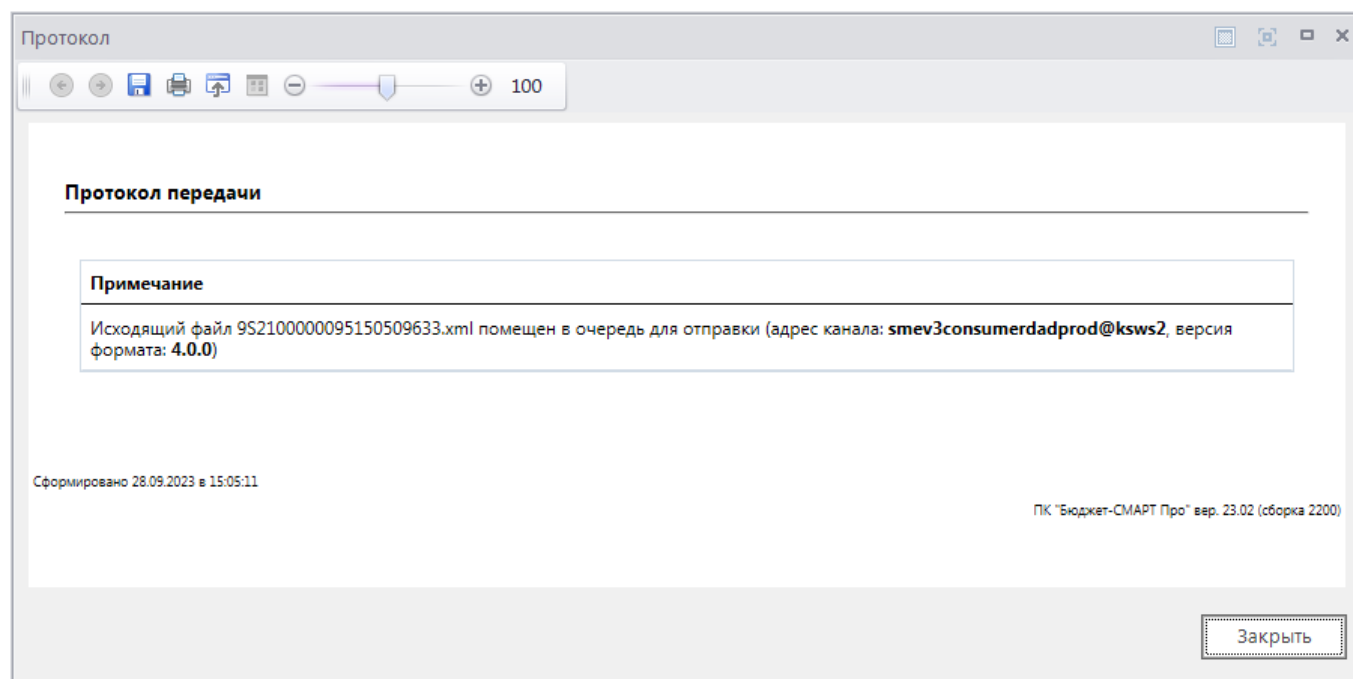 Протокол
100
Протокол передачи
Примечание
Исходящий файл 9S2100000095150509633.xml помещен в очередь для отправки (адрес канала: smev3consumerdadprod@ksws2, версия
формата: 4.0.0)
Сформировано 28.09.2023 в 15:05:11
ПК "Бюджет-СМАРТ Про" вер. 23.02 (сборка 2200)
Закрыть